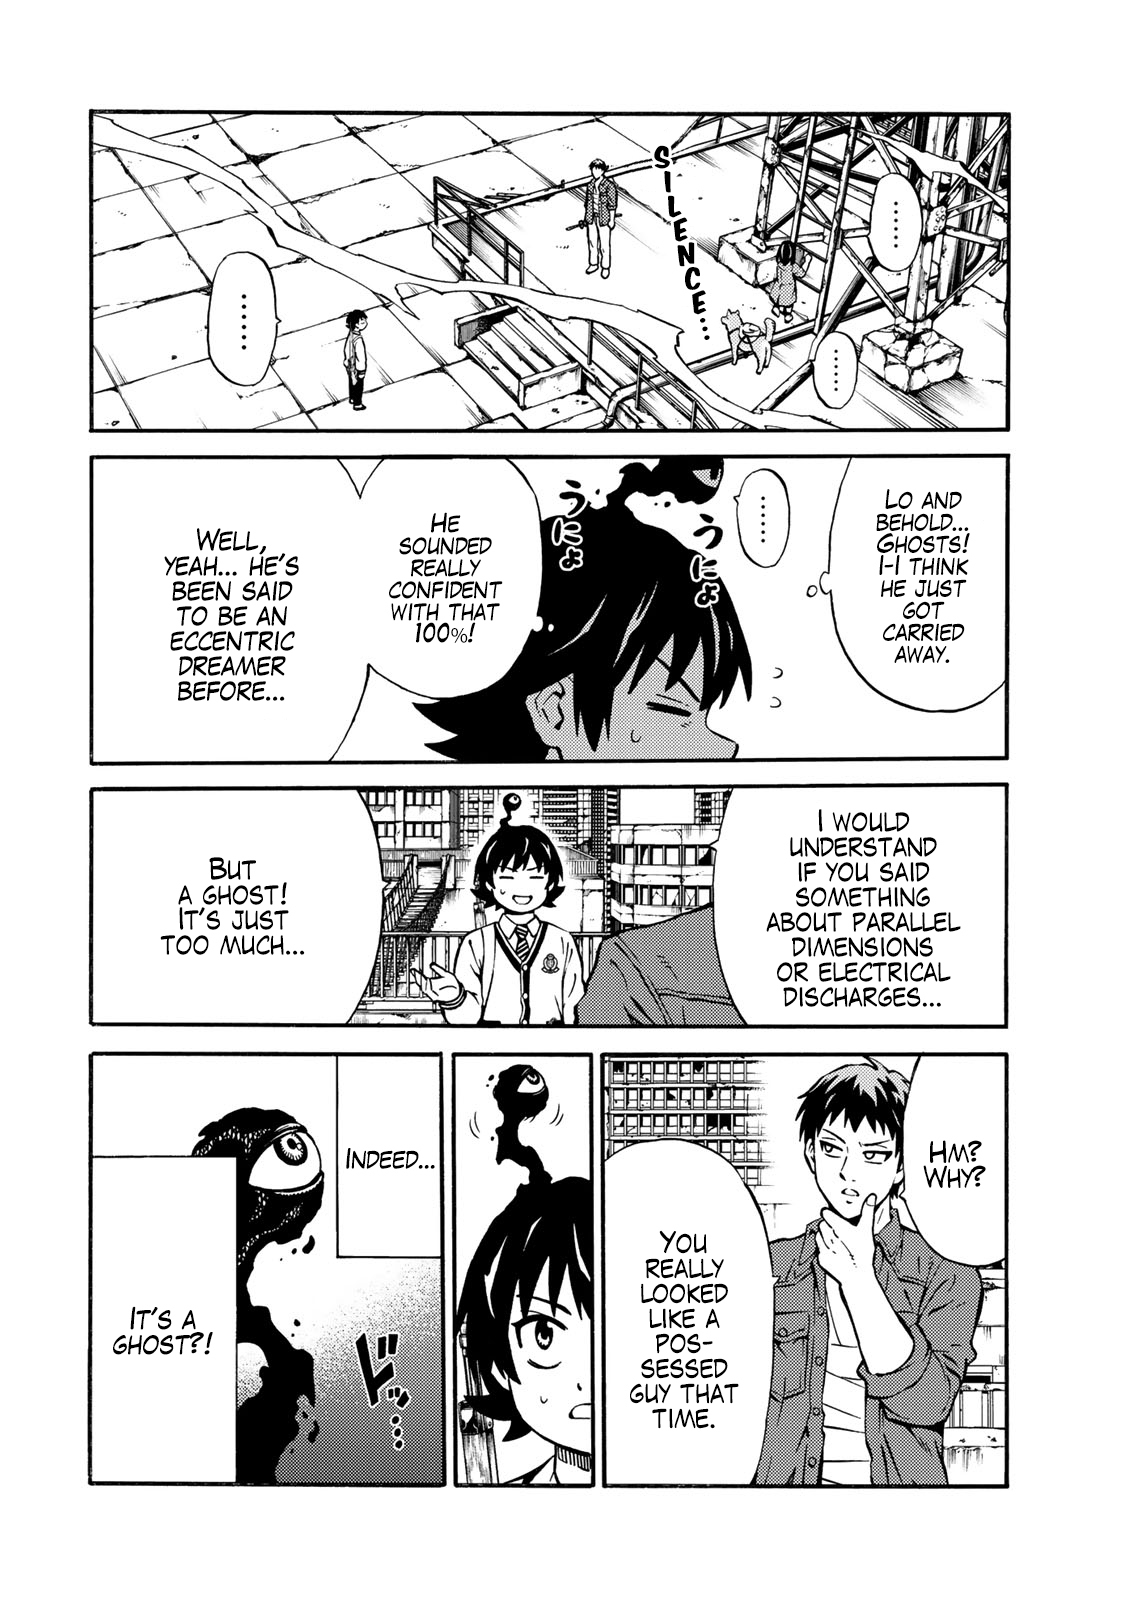 SILENCE...
......
......
......
LO AND
BEHOLD...
GHOSTS!
I-I THINK
HE JUST
GOT
CARRIED
AWAY.
......
うにょ
うにょ
HE
SOUNDED
REALLY
CONFIDENT
WITH THAT
100%!
WELL,
YEAH... HE'S
BEEN SAID
TO BE AN
ECCENTRIC
DREAMER
BEFORE...
I WOULD
UNDERSTAND
IF YOU SAID
SOMETHING
ABOUT PARALLEL
DIMENSIONS
OR ELECTRICAL
DISCHARGES...
BUT
A GHOST!
IT'S JUST
TOO MUCH...
HM?
WHY?
YOU
REALLY
LOOKED
LIKE A
POS-
SESSED
GUY THAT
TIME.
INDEED...
ドド...
IT'S A
GHOST?!